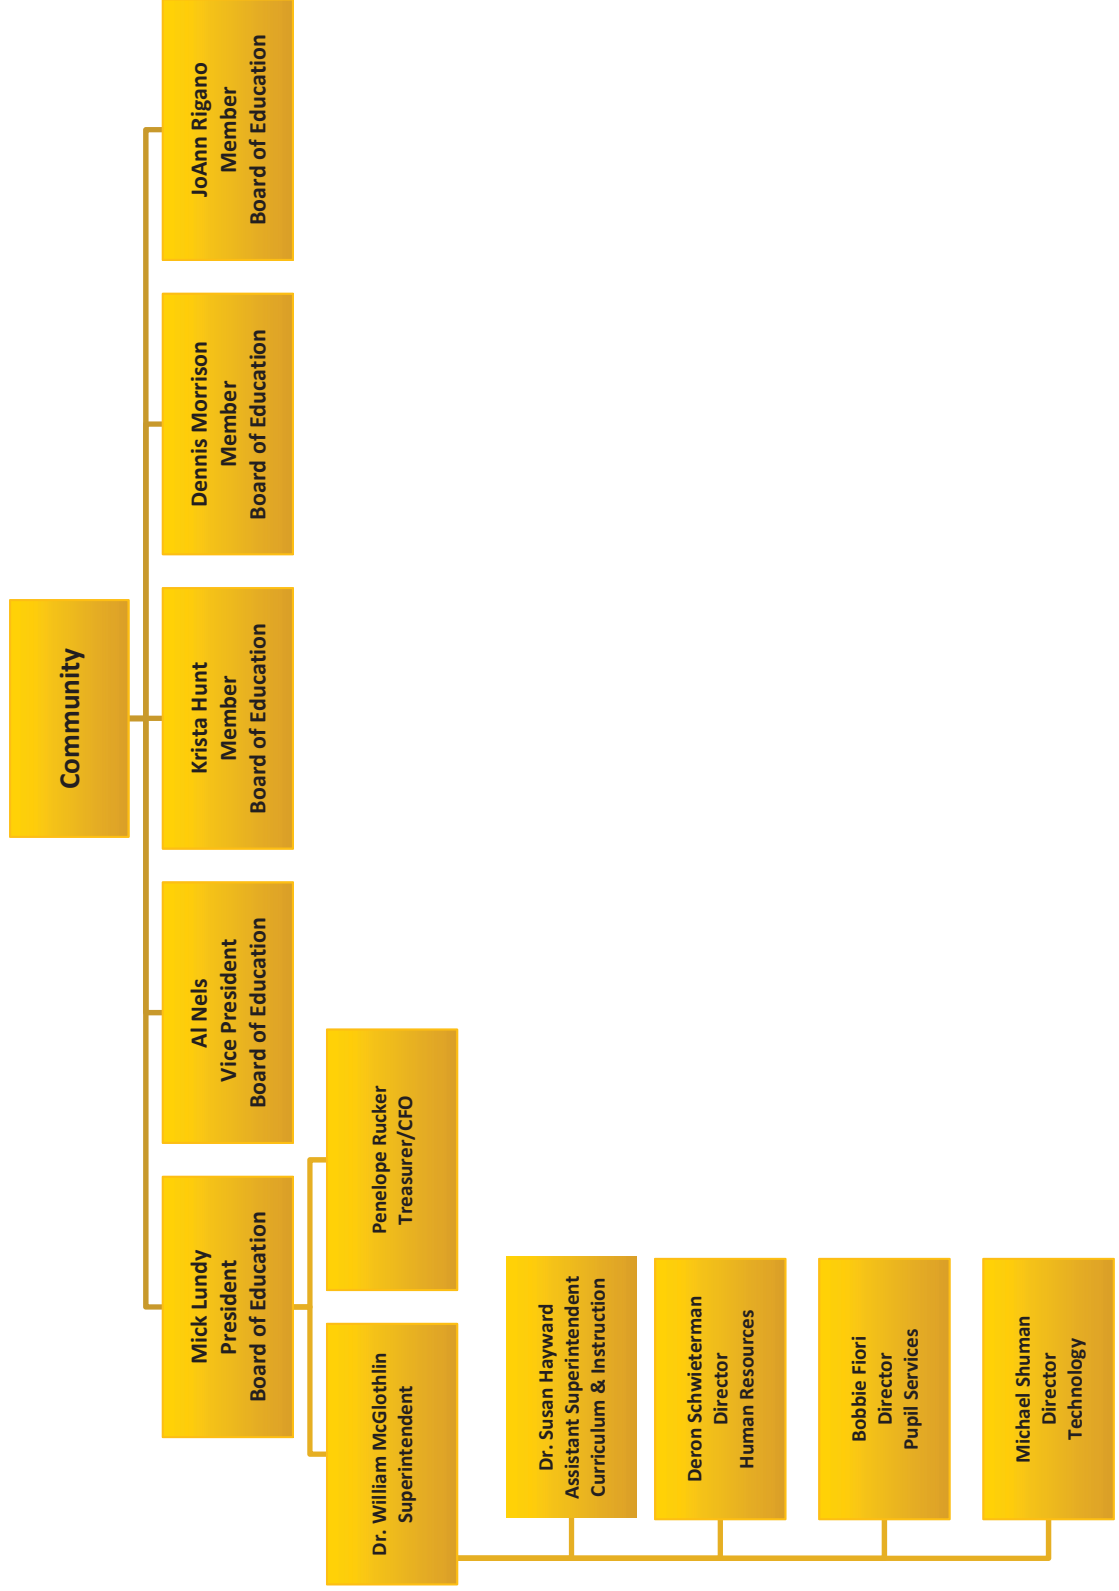 Community
Mick Lundy
President
Board of Education
Al Nels
Vice President
Board of Education
Krista Hunt
Member
Board of Education
Dennis Morrison
Member
Board of Education
JoAnn Rigano
Member
Board of Education
Dr. William McGlothlin
Superintendent
Penelope Rucker
Treasurer/CFO
Dr. Susan Hayward
Assistant Superintendent
Curriculum & Instruction
Deron Schwieterman
Director
Human Resources
Bobbie Fiori
Director
Pupil Services
Michael Shuman
Director
Technology